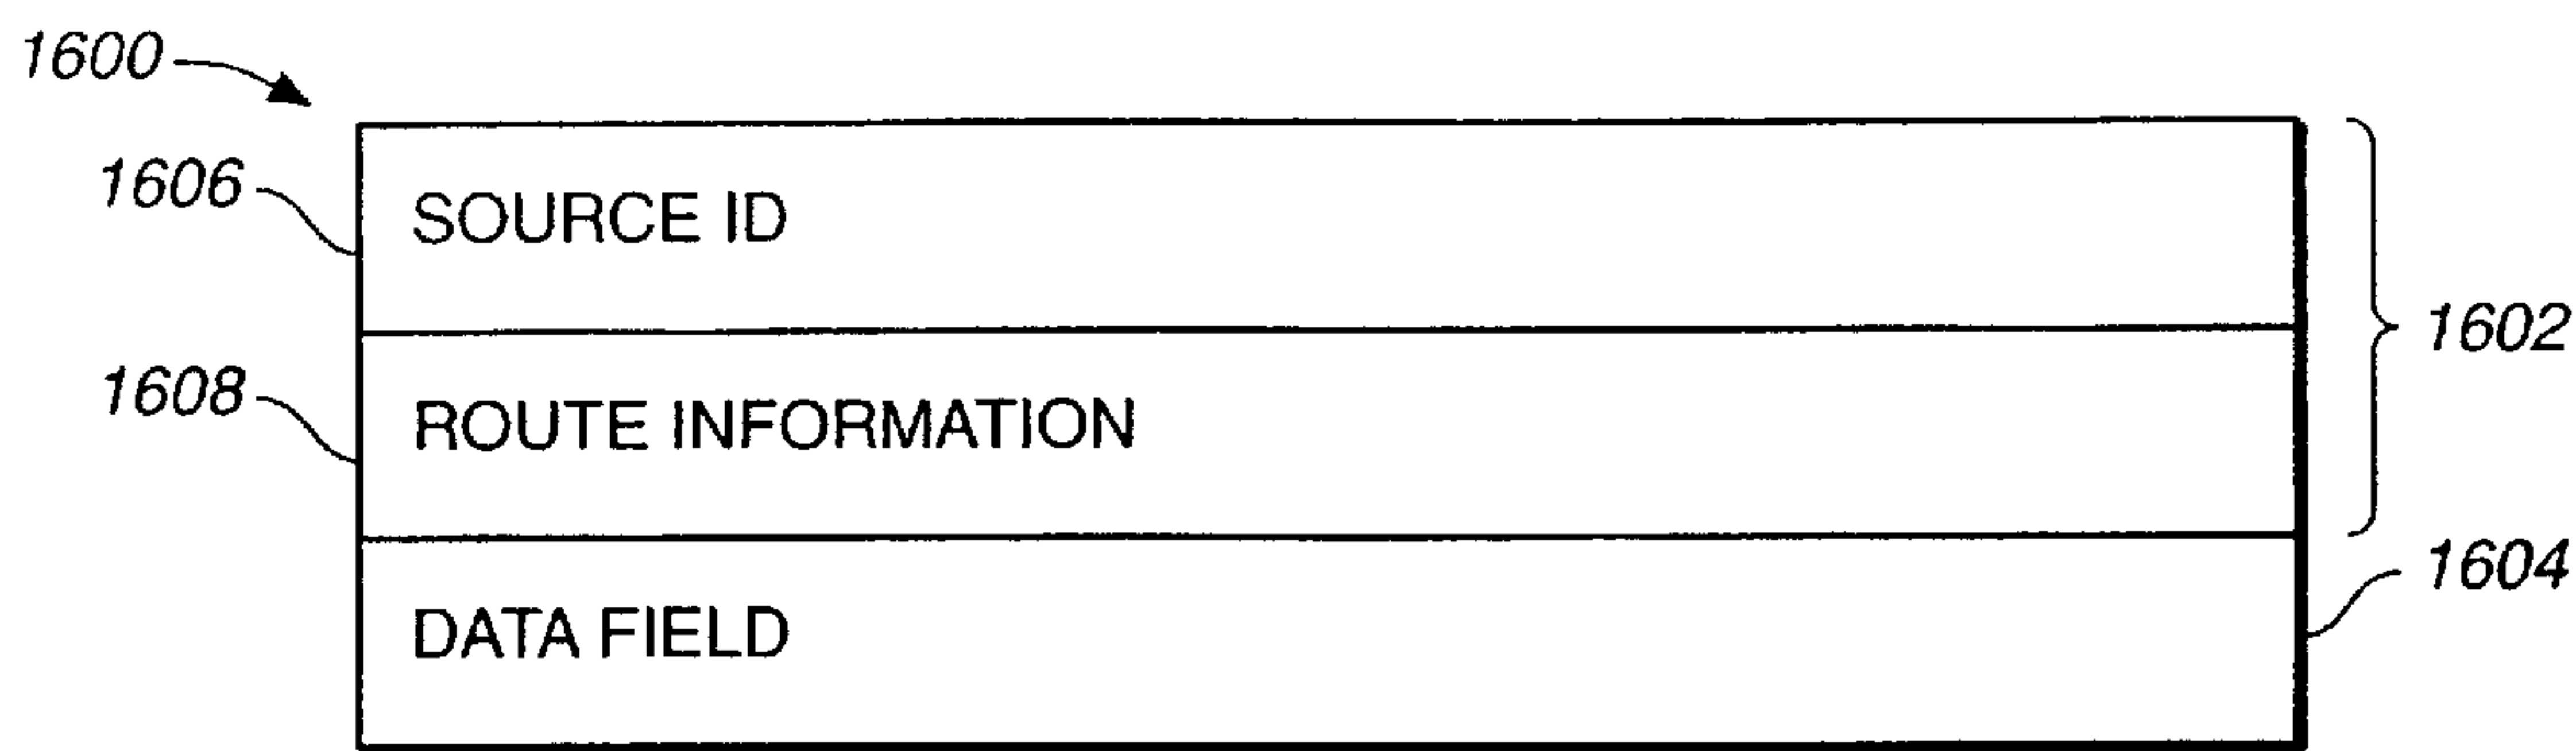 1600
1606
SOURCE ID
1608
ROUTE INFORMATION
1602
DATA FIELD
1604